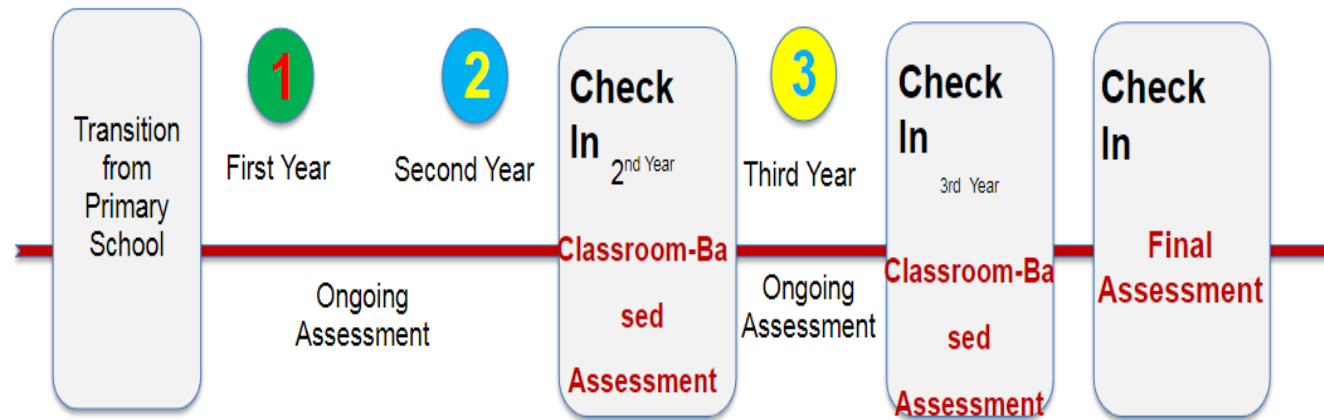 Transition
from
Primary
School
1
First Year
2
Second Year
Ongoing
Assessment
Check
In 2nd Year
Classroom-Ba
sed
Assessment
3
Third Year
Ongoing
Assessment
Check
In
3rd Year
Classroom-Ba
sed
Assessment
Check
In
Final
Assessment